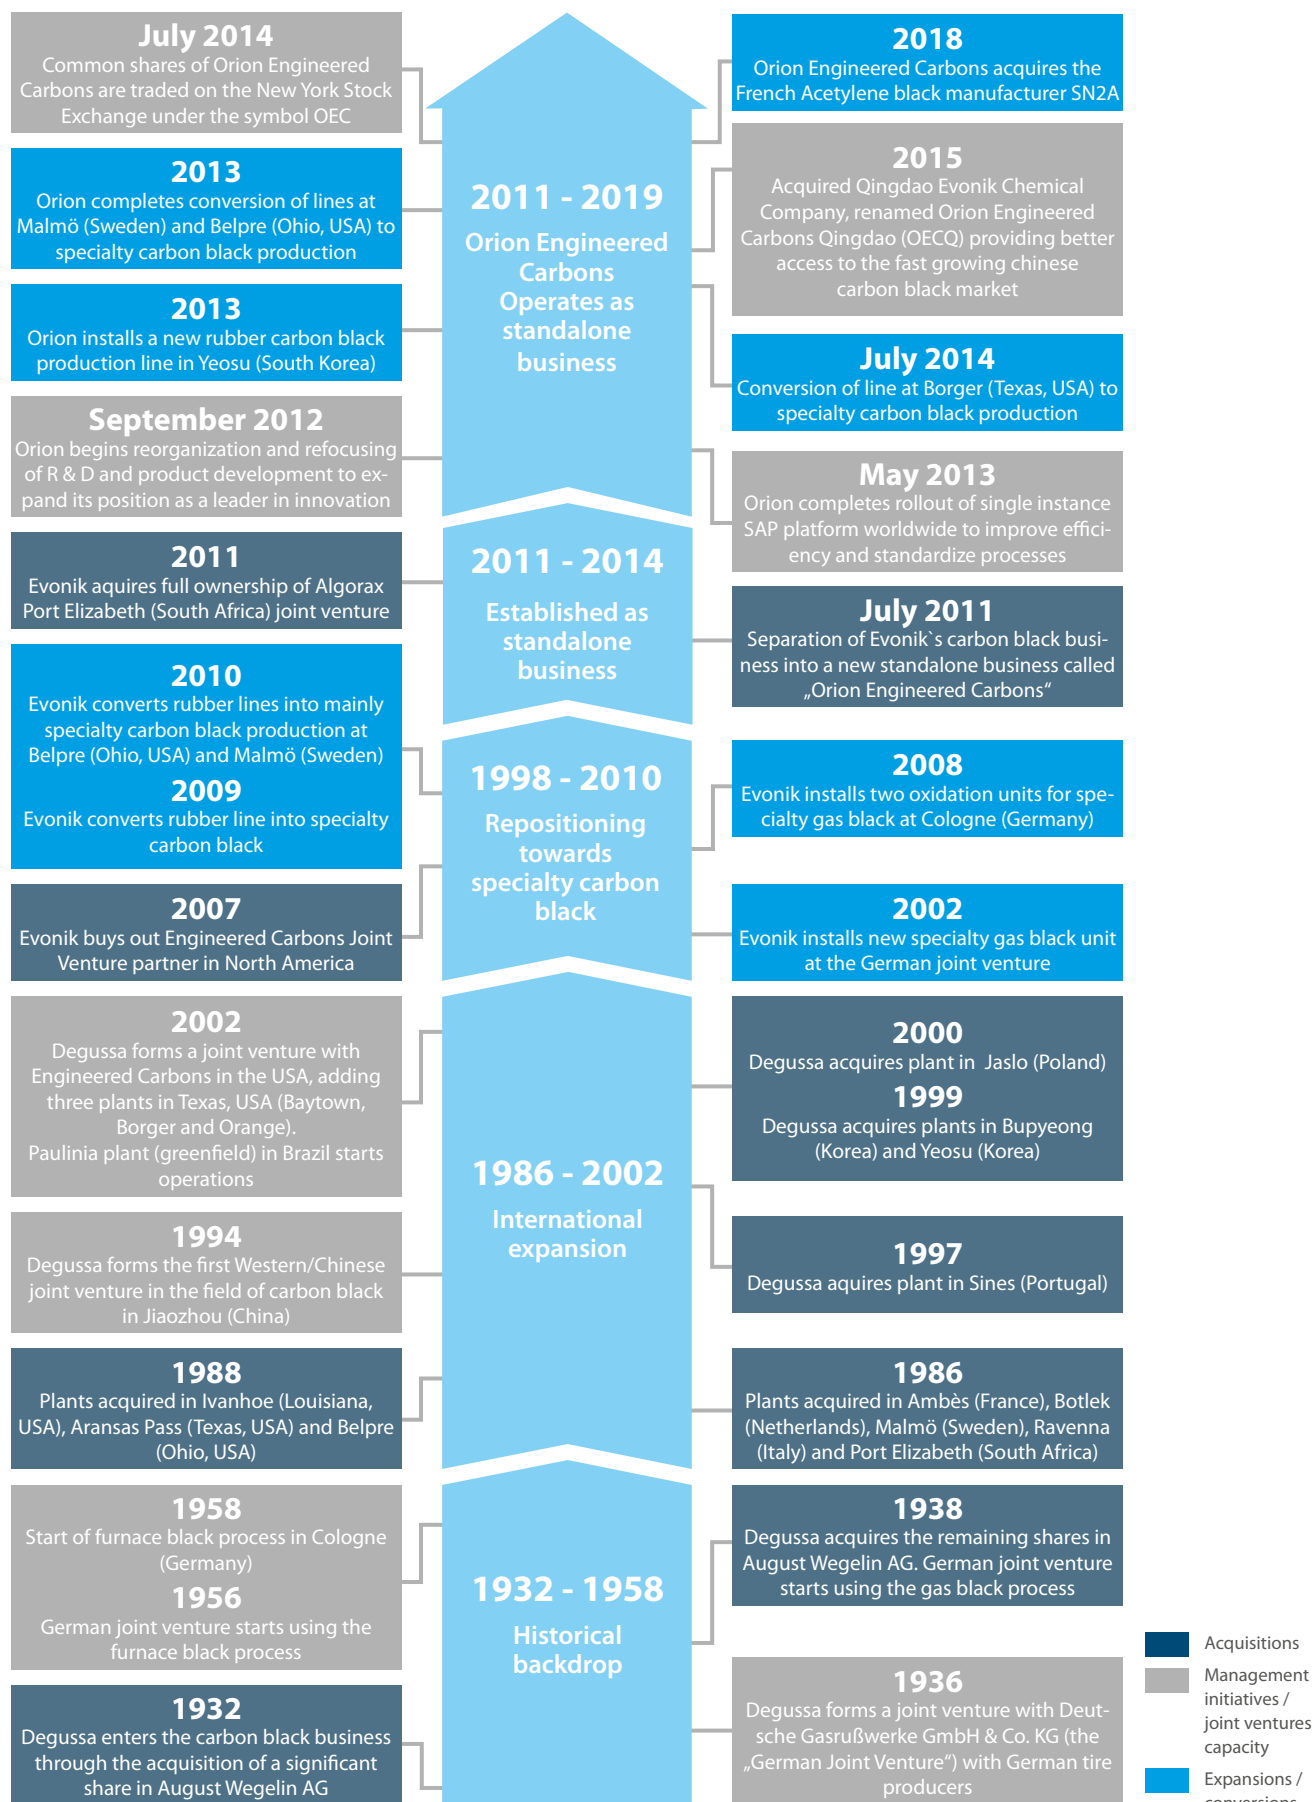 July 2014
Common shares of Orion Engineered
Carbons are traded on the New York Stock
Exchange under the symbol OEC
2013
Orion completes conversion of lines at
Malmö (Sweden) and Belpre (Ohio, USA) to
specialty carbon black production
2013
Orion installs a new rubber carbon black
production line in Yeosu (South Korea)
September 2012
Orion begins reorganization and refocusing
of R & D and product development to ex-
pand its position as a leader in innovation
2011
Evonik aquires full ownership of Algorax
Port Elizabeth (South Africa) joint venture
2010
Evonik converts rubber lines into mainly
specialty carbon black production at
Belpre (Ohio, USA) and Malmö (Sweden)
2009
Evonik converts rubber line into specialty
carbon black
2007
Evonik buys out Engineered Carbons Joint
Venture partner in North America
2002
Degussa forms a joint venture with
Engineered Carbons in the USA, adding
three plants in Texas, USA (Baytown,
Borger and Orange).
Paulinia plant (greenfield) in Brazil starts
operations
1994
Degussa forms the first Western/Chinese
joint venture in the field of carbon black
in Jiaozhou (China)
1988
Plants acquired in Ivanhoe (Louisiana,
USA), Aransas Pass (Texas, USA) and Belpre
(Ohio, USA)
1958
Start of furnace black process in Cologne
(Germany)
1956
German joint venture starts using the
furnace black process
1932
Degussa enters the carbon black business
through the acquisition of a significant
share in August Wegelin AG
2011 - 2019
Orion Engineered
Carbons
Operates as
standalone
business
2011 - 2014
Established as
standalone
business
1998 - 2010
Repositioning
towards
specialty carbon
black
1986 - 2002
International
expansion
1932 - 1958
Historical
backdrop
2018
Orion Engineered Carbons acquires the
French Acetylene black manufacturer SN2A
2015
Acquired Qingdao Evonik Chemical
Company, renamed Orion Engineered
Carbons Qingdao (OECQ) providing better
access to the fast growing chinese
carbon black market
July 2014
Conversion of line at Borger (Texas, USA) to
specialty carbon black production
May 2013
Orion completes rollout of single instance
SAP platform worldwide to improve effici-
ency and standardize processes
July 2011
Separation of Evonik`s carbon black busi-
ness into a new standalone business called
„Orion Engineered Carbons“
2008
Evonik installs two oxidation units for spe-
cialty gas black at Cologne (Germany)
2002
Evonik installs new specialty gas black unit
at the German joint venture
2000
Degussa acquires plant in Jaslo (Poland)
1999
Degussa acquires plants in Bupyeong
(Korea) and Yeosu (Korea)
1997
Degussa aquires plant in Sines (Portugal)
1986
Plants acquired in Ambès (France), Botlek
(Netherlands), Malmö (Sweden), Ravenna
(Italy) and Port Elizabeth (South Africa)
1938
Degussa acquires the remaining shares in
August Wegelin AG. German joint venture
starts using the gas black process
1936
Degussa forms a joint venture with Deut-
sche Gasrußwerke GmbH & Co. KG (the
„German Joint Venture“) with German tire
producers
Acquisitions
Management
initiatives /
joint ventures
capacity
Expansions /
conversions